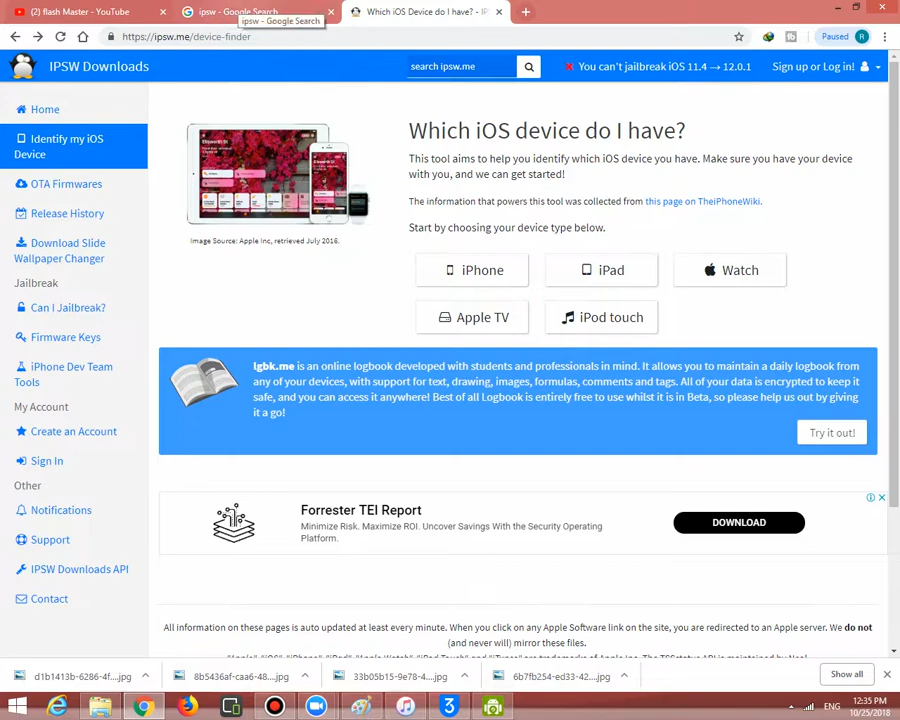 (2) flash Master - YouTube
ipsw - Google Search
Which iOS Device do I have? - IP
ipsw - Google Search
https://ipsw.me/device-finder
Paused
R
IPSW Downloads
search ipsw.me
You can't jailbreak iOS 11.4 → 12.0.1
Sign up or Log in!
Home
Identify my iOS
Device
OTA Firmwares
Release History
Download Slide
Wallpaper Changer
Jailbreak
Can I Jailbreak?
Firmware Keys
iPhone Dev Team
Tools
My Account
Create an Account
Sign In
Other
Notifications
Support
IPSW Downloads API
Contact
Image Source: Apple Inc, retrieved July 2016.
Which iOS device do I have?
This tool aims to help you identify which iOS device you have. Make sure you have your device
with you, and we can get started!
The information that powers this tool was collected from this page on TheiPhoneWiki.
Start by choosing your device type below.
iPhone
iPad
Watch
Apple TV
iPod touch
lgbk.me is an online logbook developed with students and professionals in mind. It allows you to maintain a daily logbook from
any of your devices, with support for text, drawing, images, formulas, comments and tags. All of your data is encrypted to keep it
safe, and you can access it anywhere! Best of all Logbook is entirely free to use whilst it is in Beta, so please help us out by giving
it a go!
Try it out!
Forrester TEI Report
Minimize Risk. Maximize ROI. Uncover Savings With the Security Operating
Platform.
DOWNLOAD
All information on these pages is auto updated at least every minute. When you click on any Apple Software link on the site, you are redirected to an Apple server. We do not
(and never will) mirror these files.
d1b1413b-6286-4f....jpg
8b5436af-caa6-48....jpg
33b05b15-9e78-4....jpg
6b7fb254-ed33-42....jpg
Show all
ENG
12:35 PM
10/25/2018